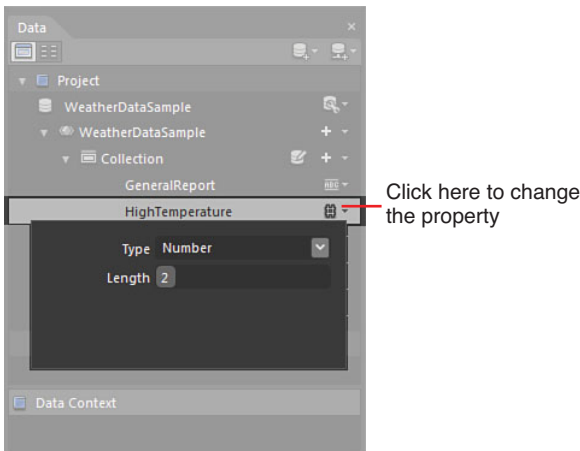 Data
Project
WeatherDataSample
WeatherDataSample
Collection
GeneralReport
ABC
HighTemperature
Click here to change
the property
Type Number
Length 2
Data Context